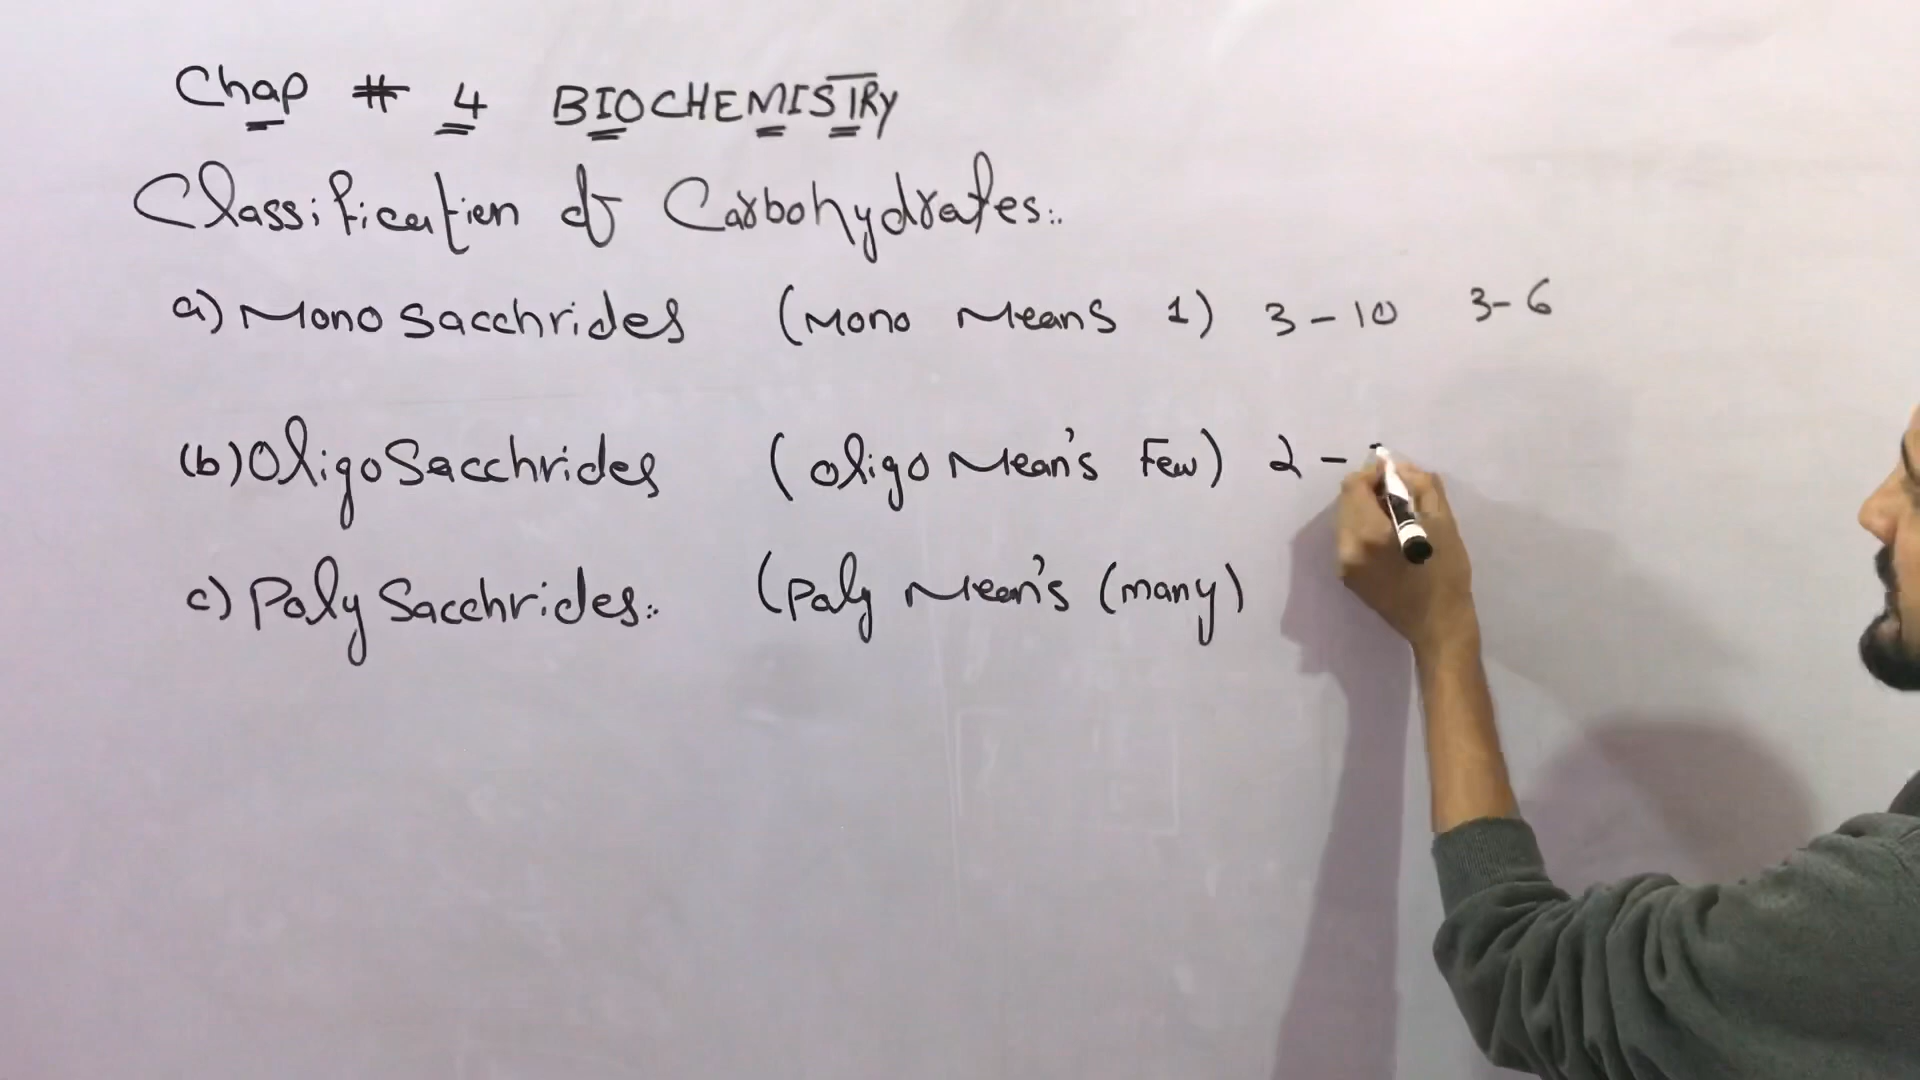 Chap # 4 BIOCHEMISTRY
Classification of Carbohydrates:.
a) Mono Sacchrides (Mono Means 1) 3-10 3-6
(b) Oligo Sacchrides (oligo Mean's Few) 2-
c) Poly Sacchrides:. (Poly Mean's (many)